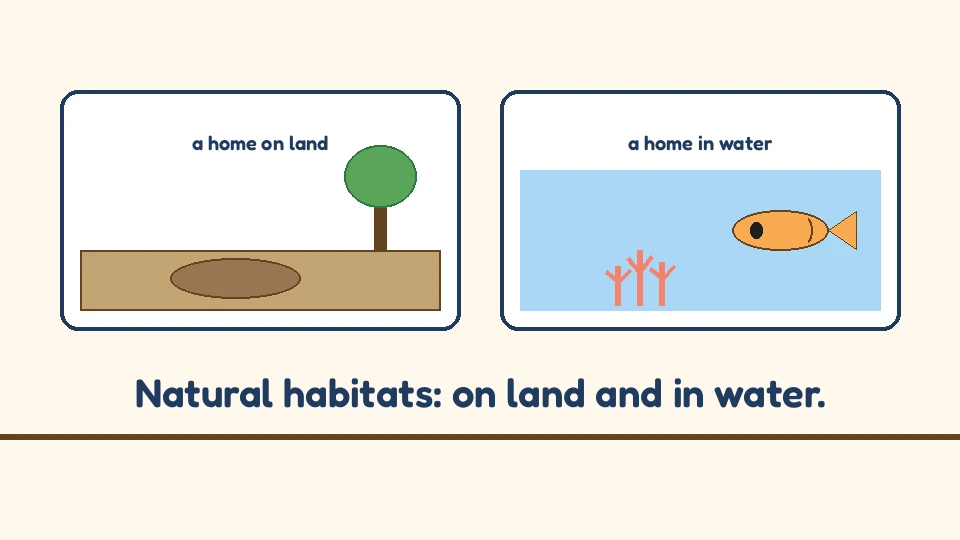 a home on land
a home in water
Natural habitats: on land and in water.